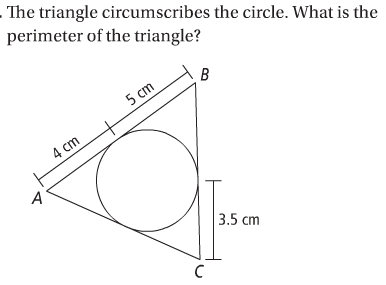 . The triangle circumscribes the circle. What is the
perimeter of the triangle?
B
5 cm
4 cm
A
3.5 cm
C